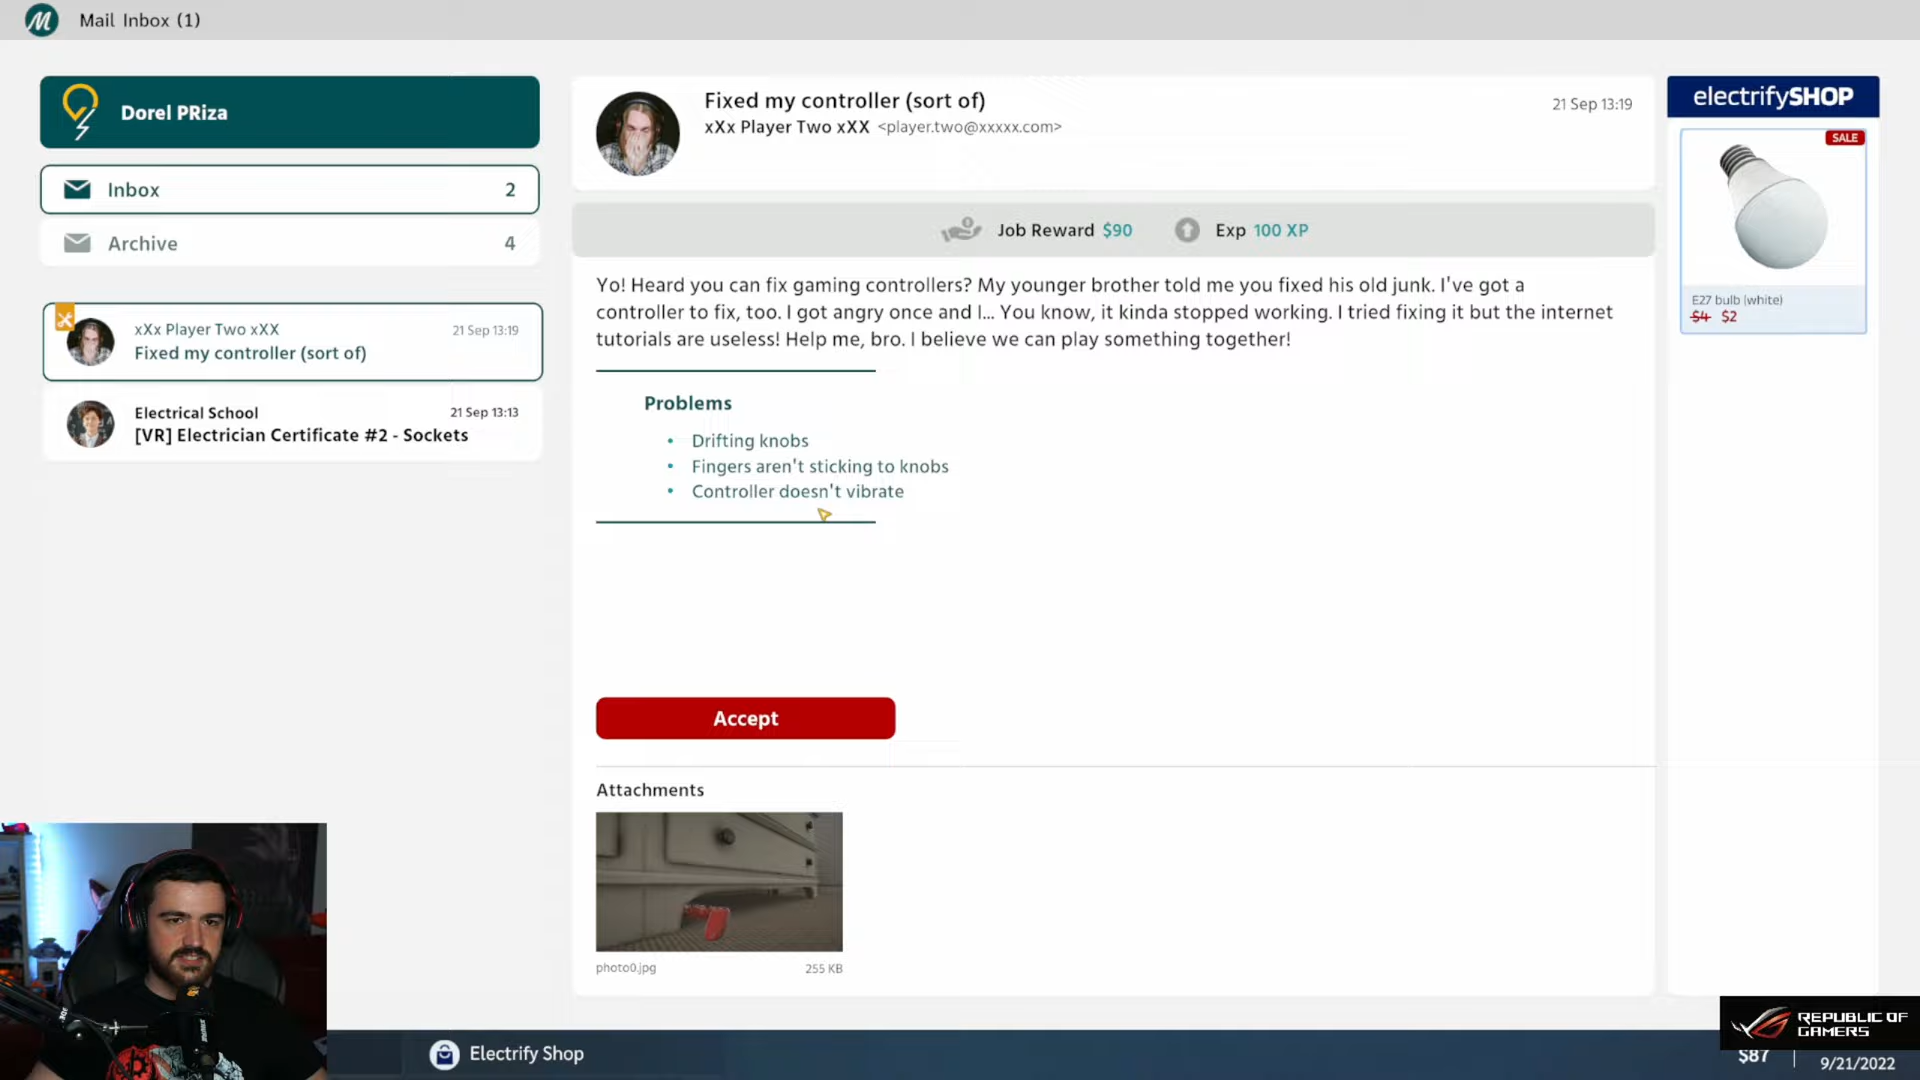 Mail Inbox (1)
Dorel PRiza
Inbox 2
Archive 4
xXx Player Two xXX 21 Sep 13:19
Fixed my controller (sort of)
Electrical School 21 Sep 13:13
[VR] Electrician Certificate #2 - Sockets
Fixed my controller (sort of)
21 Sep 13:19
xXx Player Two xXX <player.two@xxxxx.com>
Job Reward $90 Exp 100 XP
Yo! Heard you can fix gaming controllers? My younger brother told me you fixed his old junk. I've got a
controller to fix, too. I got angry once and I... You know, it kinda stopped working. I tried fixing it but the internet
tutorials are useless! Help me, bro. I believe we can play something together!
Problems
• Drifting knobs
• Fingers aren't sticking to knobs
• Controller doesn't vibrate
Accept
Attachments
photo0.jpg 255 KB
electrifySHOP
SALE
E27 bulb (white)
$4 $2
Electrify Shop
REPUBLIC OF
GAMERS
$87
9/21/2022